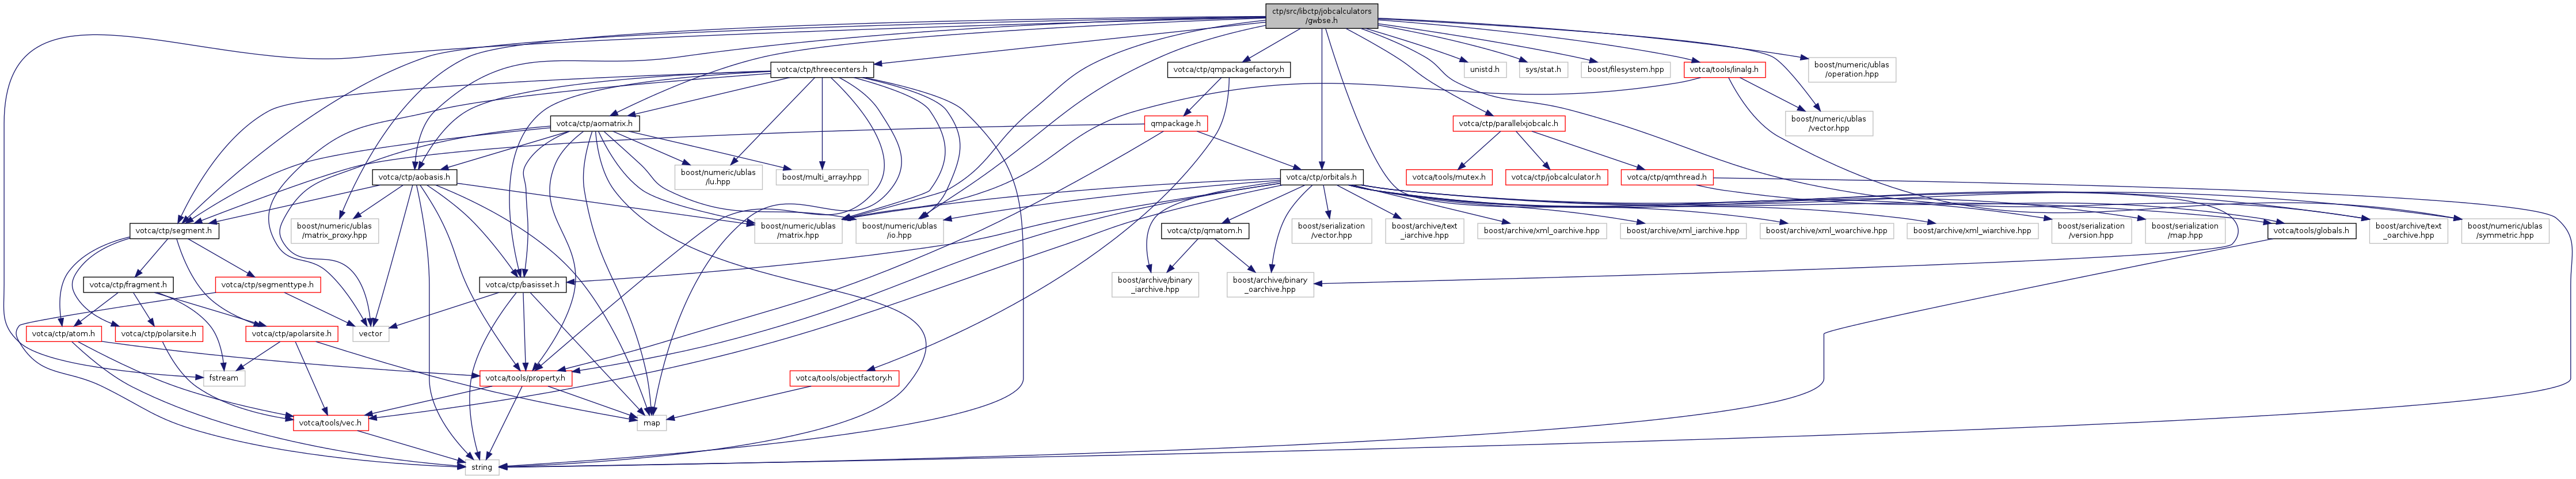 ctp/src/libctp/jobcalculators
/gwbse.h
votca/ctp/threecenters.h
votca/ctp/qmpackagefactory.h
unistd.h
sys/stat.h
boost/filesystem.hpp
votca/tools/linalg.h
boost/numeric/ublas
/operation.hpp
votca/ctp/aomatrix.h
qmpackage.h
votca/ctp/parallelxjobcalc.h
boost/numeric/ublas
/vector.hpp
votca/ctp/aobasis.h
boost/numeric/ublas
/lu.hpp
boost/multi_array.hpp
votca/ctp/orbitals.h
votca/tools/mutex.h
votca/ctp/jobcalculator.h
votca/ctp/qmthread.h
votca/ctp/segment.h
boost/numeric/ublas
/matrix_proxy.hpp
boost/numeric/ublas
/matrix.hpp
boost/numeric/ublas
/io.hpp
votca/ctp/qmatom.h
boost/serialization
/vector.hpp
boost/archive/text
_iarchive.hpp
boost/archive/xml_oarchive.hpp
boost/archive/xml_iarchive.hpp
boost/archive/xml_woarchive.hpp
boost/archive/xml_wiarchive.hpp
boost/serialization
/version.hpp
boost/serialization
/map.hpp
votca/tools/globals.h
boost/archive/text
_oarchive.hpp
boost/numeric/ublas
/symmetric.hpp
votca/ctp/fragment.h
votca/ctp/segmenttype.h
votca/ctp/basisset.h
boost/archive/binary
_iarchive.hpp
boost/archive/binary
_oarchive.hpp
votca/ctp/atom.h
votca/ctp/polarsite.h
votca/ctp/apolarsite.h
vector
fstream
votca/tools/property.h
votca/tools/objectfactory.h
votca/tools/vec.h
map
string